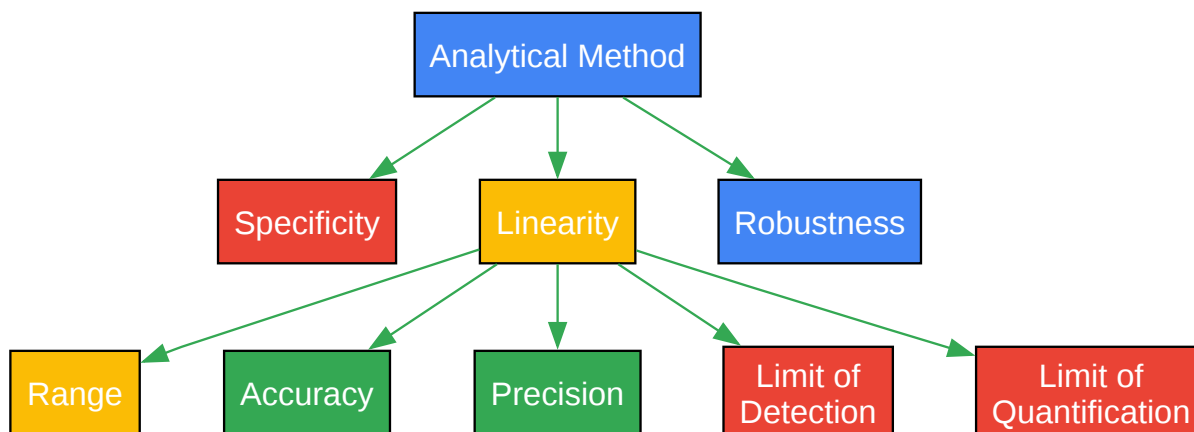 Analytical Method
Specificity
Linearity
Robustness
Range
Accuracy
Precision
Limit of
Detection
Limit of
Quantification